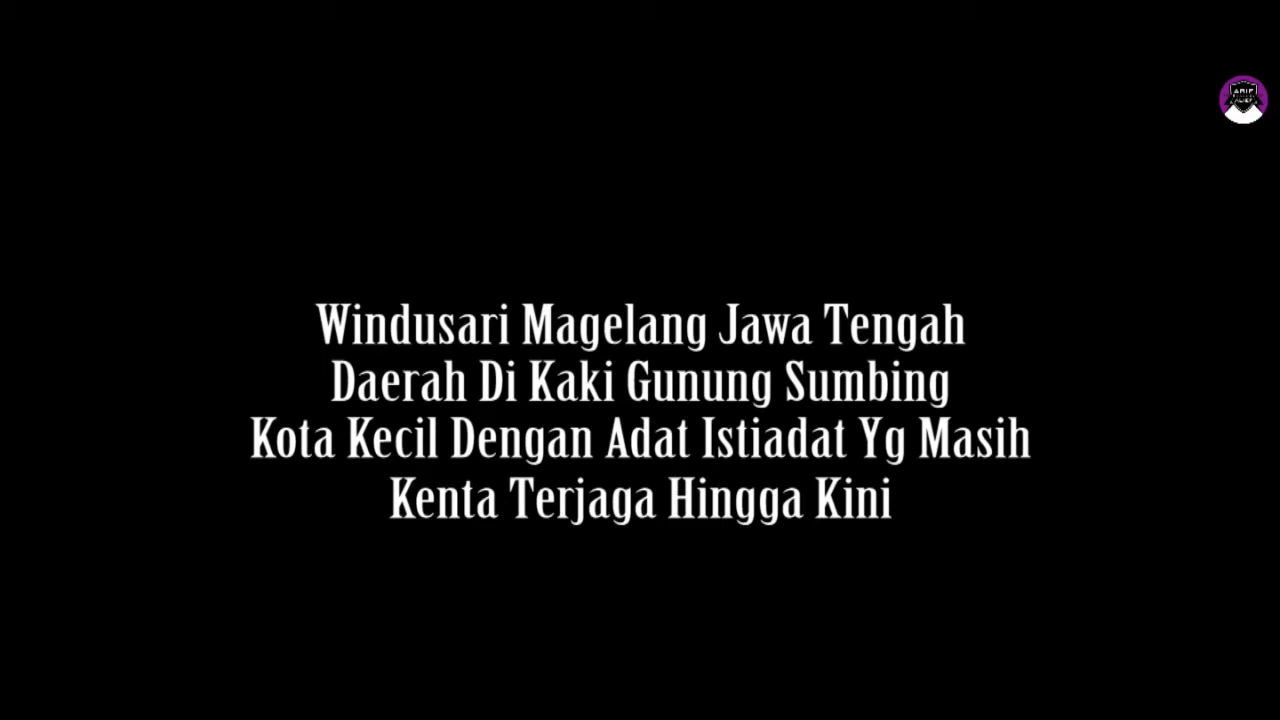 Windusari Magelang Jawa Tengah
Daerah Di Kaki Gunung Sumbing
Kota Kecil Dengan Adat Istiadat Yg Masih
Kenta Terjaga Hingga Kini